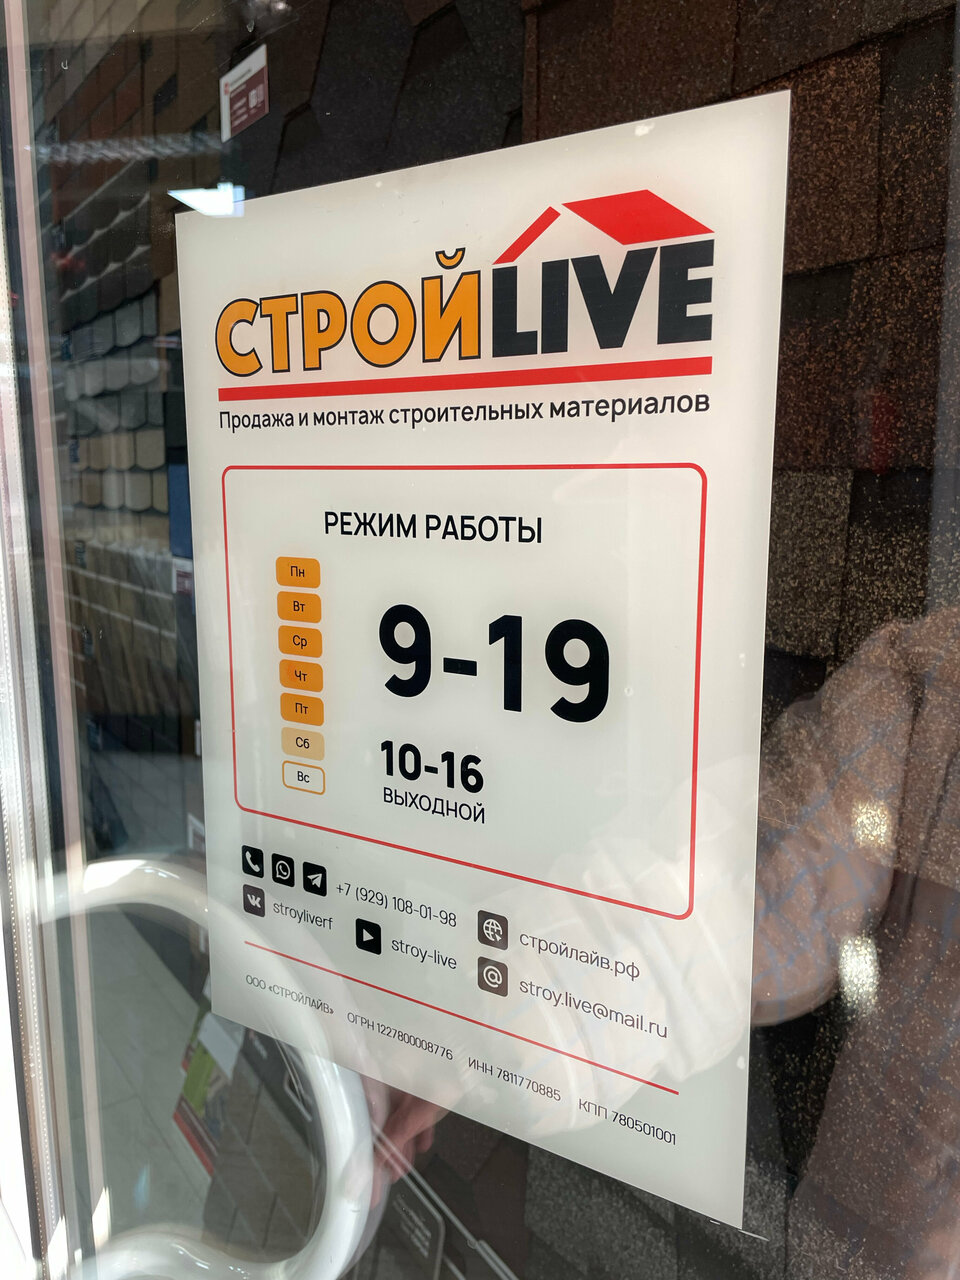 СТРОЙLIVE
Продажа и монтаж строительных материалов
РЕЖИМ РАБОТЫ
Пн
Вт
Ср
Чт
Пт
9-19
Сб
10-16
Вс
ВЫХОДНОЙ
+7 (929) 108-01-98
stroyliverf
stroy-live
стройлайв.рф
stroy.live@mail.ru
ООО «СТРОЙЛАЙВ» ОГРН 1227800008776 ИНН 7811770885 КПП 780501001